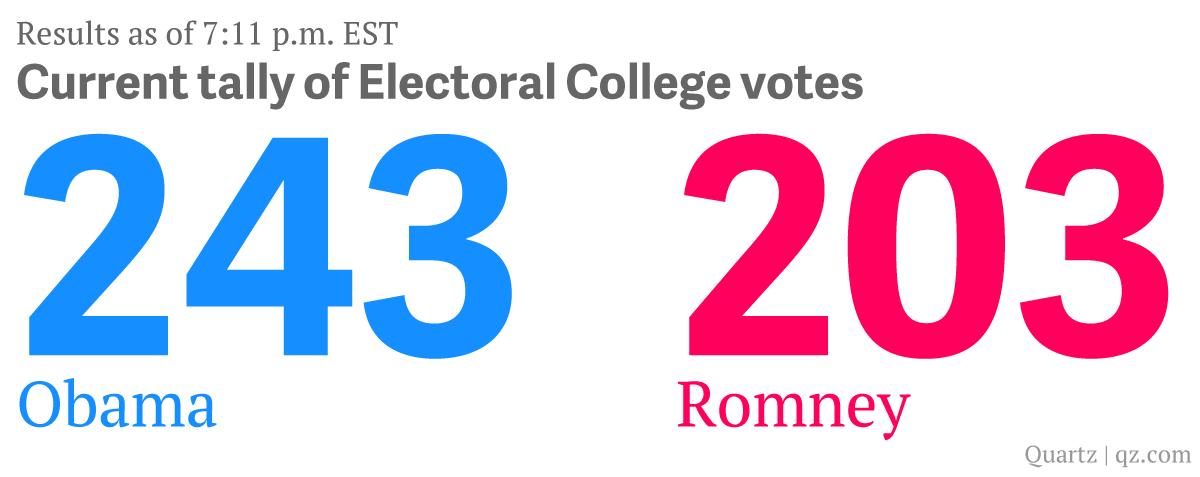 Results as of 7:11 p.m. EST
Current tally of Electoral College votes
243 203
Obama Romney
Quartz | qz.com